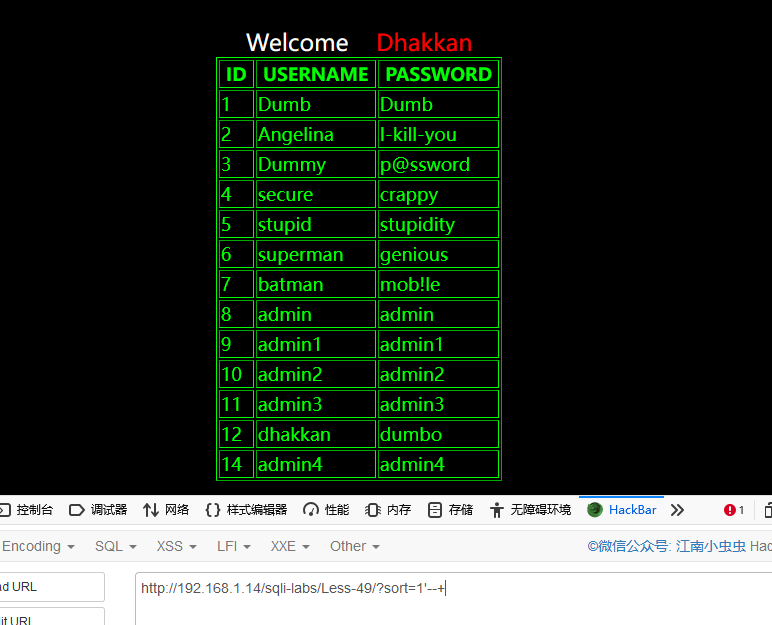 Welcome Dhakkan
ID USERNAME PASSWORD
1 Dumb Dumb
2 Angelina I-kill-you
3 Dummy p@ssword
4 secure crappy
5 stupid stupidity
6 superman genious
7 batman mob!le
8 admin admin
9 admin1 admin1
10 admin2 admin2
11 admin3 admin3
12 dhakkan dumbo
14 admin4 admin4
控制台 调试器 网络 样式编辑器 性能 内存 存储 无障碍环境 HackBar 1
Encoding SQL XSS LFI XXE Other ©微信公众号: 江南小虫虫 Hac
d URL
http://192.168.1.14/sqli-labs/Less-49/?sort=1'--+
it URL